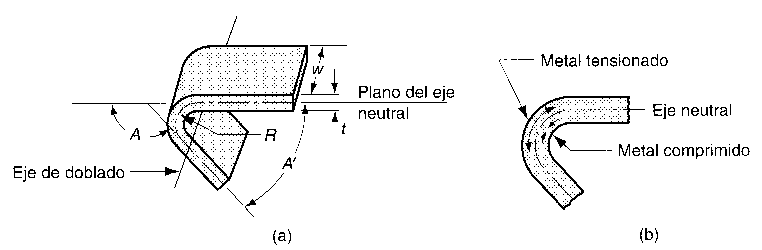 w
Plano del eje
neutral
t
A
R
A'
Eje de doblado
(a)
Metal tensionado
Eje neutral
Metal comprimido
(b)